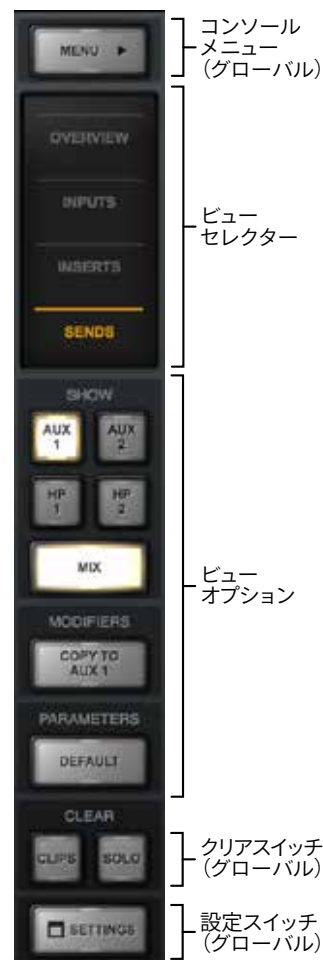 MENU
コンソール
メニュー
（グローバル）
OVERVIEW
INPUTS
INSERTS
SENDS
ビュー
セレクター
SHOW
AUX 1
AUX 2
HP 1
HP 2
MIX
MODIFIERS
COPY TO
AUX 1
PARAMETERS
DEFAULT
ビュー
オプション
CLEAR
CLIPS SOLO
クリアスイッチ
（グローバル）
SETTINGS
設定スイッチ
（グローバル）